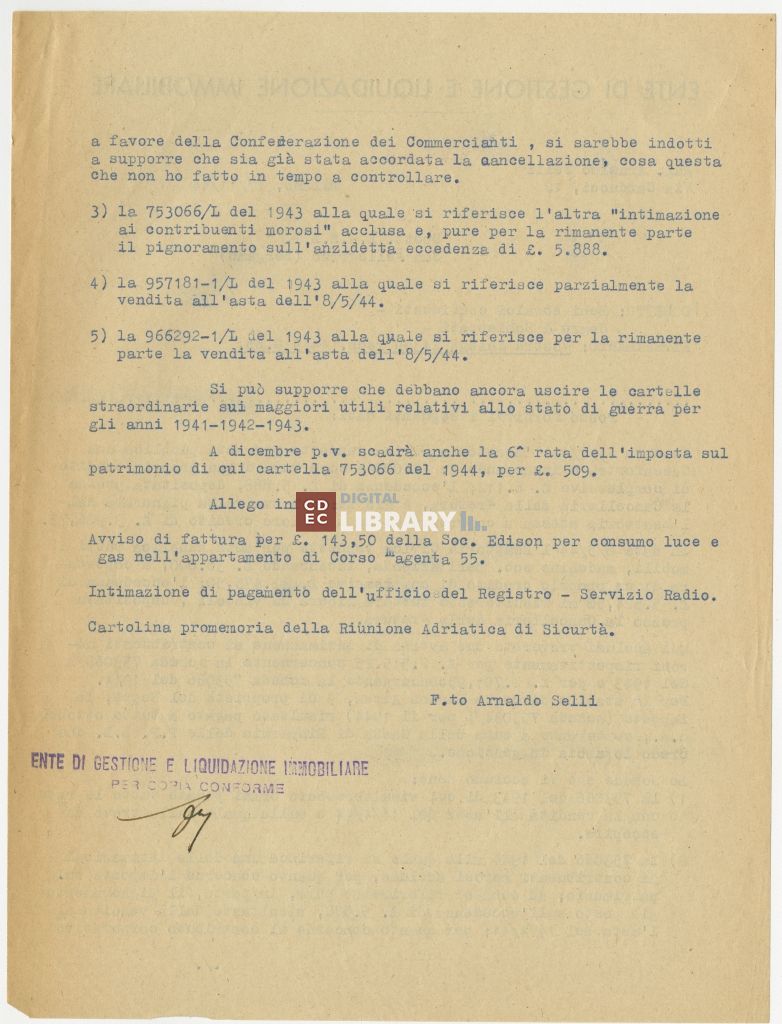 a favore della Confederazione dei Commercianti , si sarebbe indotti
a supporre che sia già stata accordata la cancellazione, cosa questa
che non ho fatto in tempo a controllare.
3) la 753066/L del 1943 alla quale si riferisce l'altra "intimazione
ai contribuenti morosi" acclusa e, pure per la rimanente parte
il pignoramento sull'anzidetta eccedenza di £. 5.888.
4) la 957181-1/L del 1943 alla quale si riferisce parzialmente la
vendita all'asta dell'8/5/44.
5) la 966292-1/L del 1943 alla quale si riferisce per la rimanente
parte la vendita all'asta dell'8/5/44.
Si può supporre che debbano ancora uscire le cartelle
straordinarie sui maggiori utili relativi allo stato di guerra per
gli anni 1941-1942-1943.
A dicembre p.v. scadrà anche la 6^ rata dell'imposta sul
patrimonio di cui cartella 753066 del 1944, per £. 509.
Allego
CDEC DIGITAL LIBRARY
Avviso di fattura per £. 143,50 della Soc. Edison per consumo luce e
gas nell'appartamento di Corso Magenta 55.
Intimazione di pagamento dell'ufficio del Registro - Servizio Radio.
Cartolina promemoria della Riunione Adriatica di Sicurtà.
F.to Arnaldo Selli
ENTE DI GESTIONE E LIQUIDAZIONE IMMOBILIARE
PER COPIA CONFORME